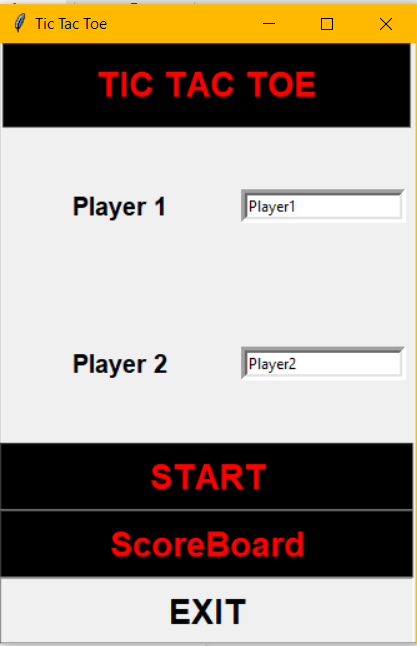 Tic Tac Toe
TIC TAC TOE
Player 1 Player1
Player 2 Player2
START
ScoreBoard
EXIT